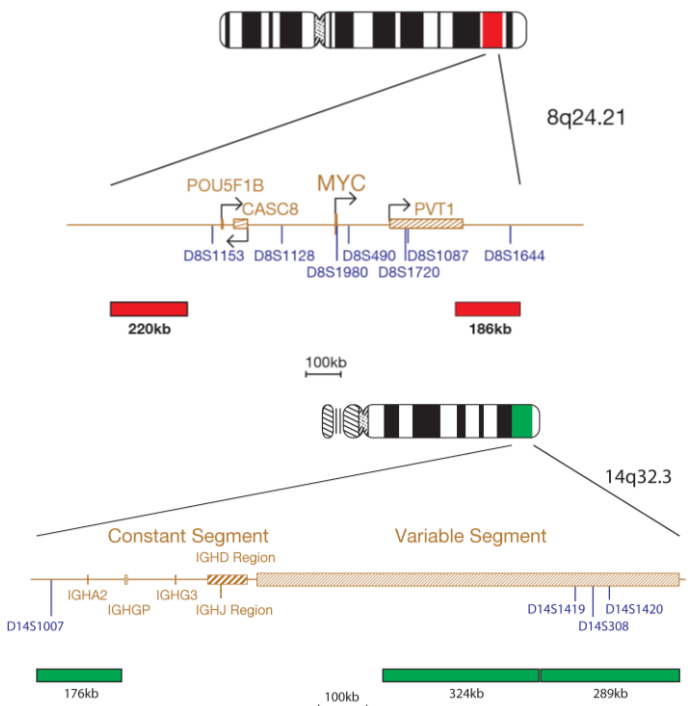 8q24.21
POU5F1B
MYC
CASC8
PVT1
D8S1153
D8S1128
D8S490
D8S1087
D8S1644
D8S1980
D8S1720
220kb
186kb
100kb
14q32.3
Constant Segment
Variable Segment
IGHD Region
IGHA2
IGHG3
IGHGP
IGHJ Region
D14S1419
D14S1420
D14S1007
D14S308
176kb
324kb
289kb
100kb